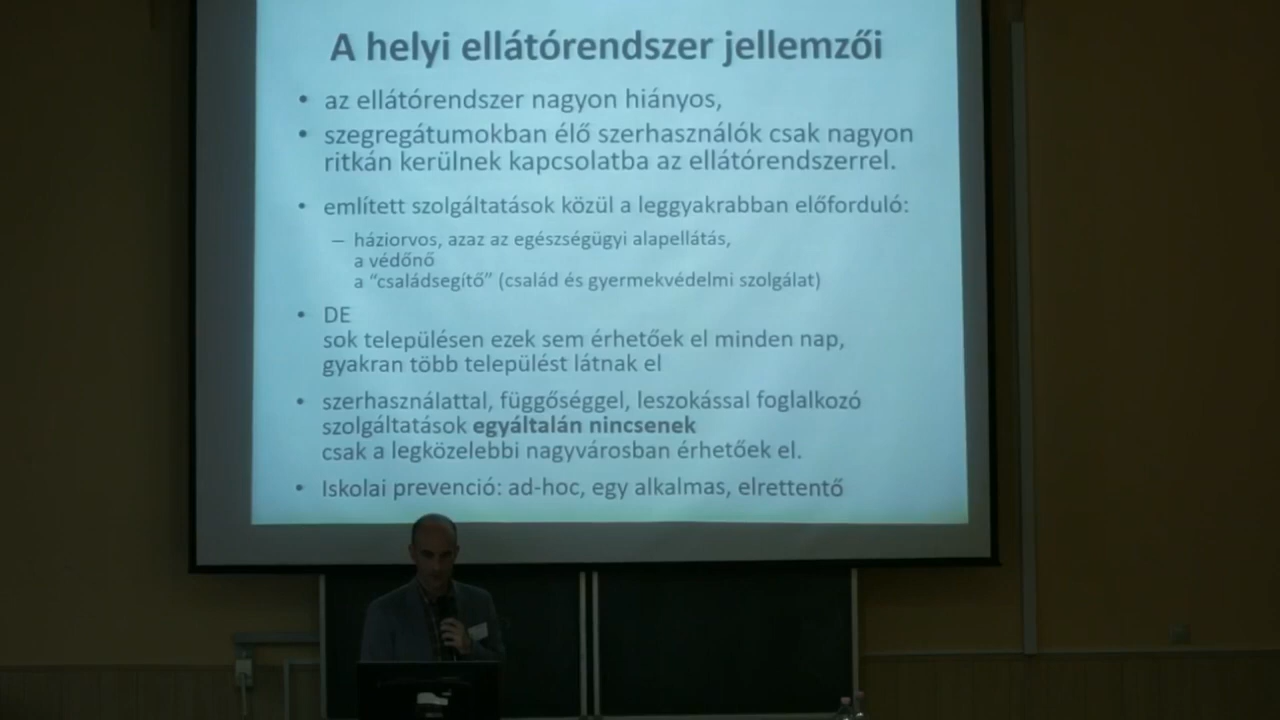 A helyi ellátórendszer jellemzői
• az ellátórendszer nagyon hiányos,
• szegregátumokban élő szerhasználók csak nagyon
ritkán kerülnek kapcsolatba az ellátórendszerrel.
• említett szolgáltatások közül a leggyakrabban előforduló:
– háziorvos, azaz az egészségügyi alapellátás,
a védőnő
a “családsegítő” (család és gyermekvédelmi szolgálat)
• DE
sok településen ezek sem érhetőek el minden nap,
gyakran több települést látnak el
• szerhasználattal, függőséggel, leszokással foglalkozó
szolgáltatások egyáltalán nincsenek
csak a legközelebbi nagyvárosban érhetőek el.
• Iskolai prevenció: ad-hoc, egy alkalmas, elrettentő